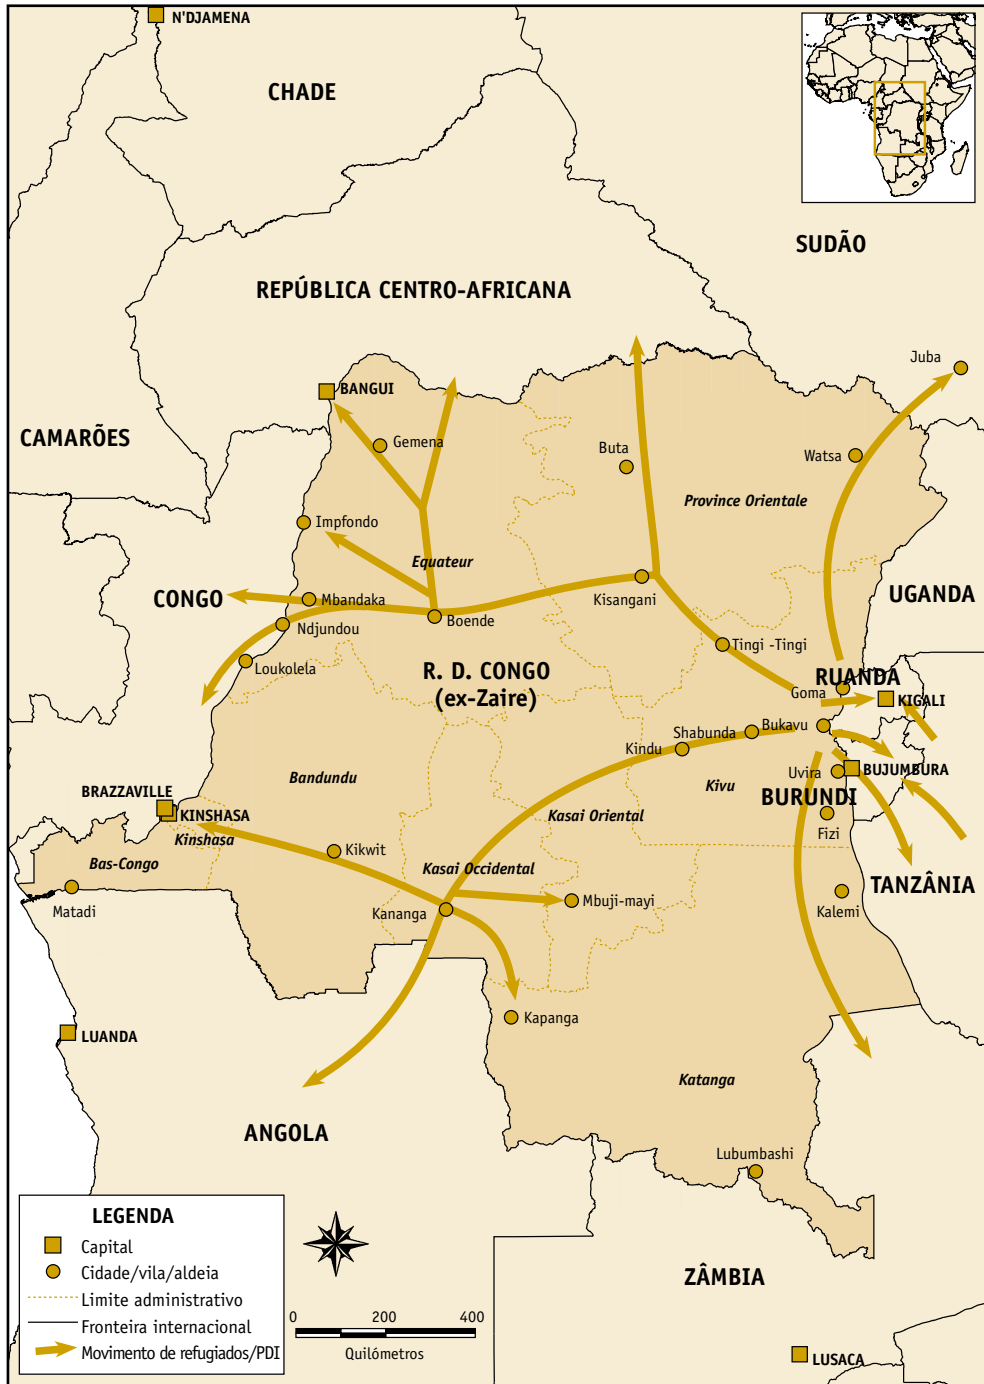 N'DJAMENA
CHADE
SUDÃO
REPÚBLICA CENTRO-AFRICANA
Juba
BANGUI
CAMARÕES
Gemena
Buta
Watsa
Province Orientale
Impfondo
Equateur
CONGO
Mbandaka
Kisangani
UGANDA
Ndjundou
Boende
Tingi -Tingi
Loukolela
R. D. CONGO
(ex-Zaire)
RUANDA
Goma
KIGALI
Shabunda
Bukavu
Kindu
Bandundu
Kivu
Uvira
BUJUMBURA
BRAZZAVILLE
KINSHASA
Kinshasa
Kasai Oriental
BURUNDI
Fizi
Bas-Congo
Kikwit
Kasai Occidental
TANZÂNIA
Matadi
Kananga
Mbuji-mayi
Kalemi
Kapanga
LUANDA
Katanga
ANGOLA
Lubumbashi
ZÂMBIA
LUSACA
LEGENDA
Capital
Cidade/vila/aldeia
Limite administrativo
Fronteira internacional
Movimento de refugiados/PDI
0 200 400
Quilómetros